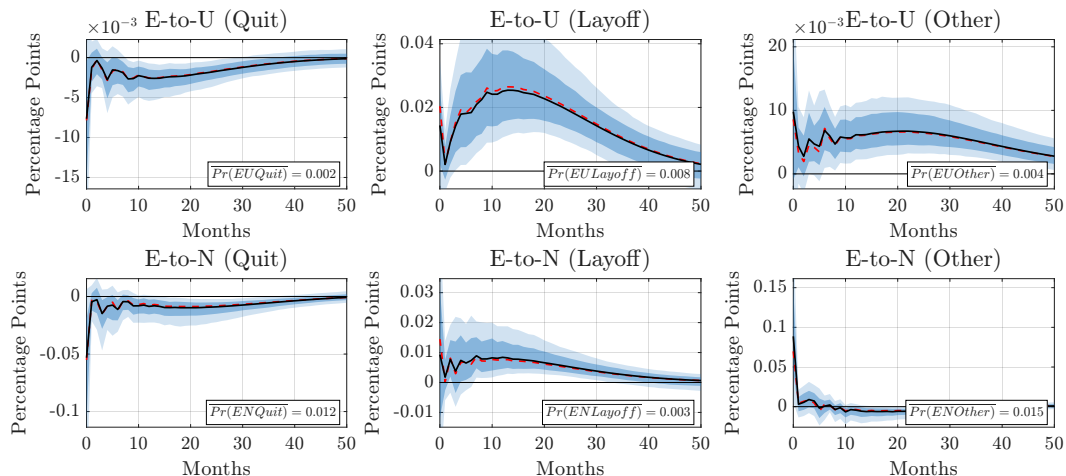 E-to-U (Quit)
×10⁻³
Percentage Points
0
-5
-10
-15
0 10 20 30 40 50
Pr(EUQuit) = 0.002
Months
E-to-U (Layoff)
Percentage Points
0.04
0.02
0
0 10 20 30 40 50
Pr(EULayoff) = 0.008
Months
E-to-U (Other)
×10⁻³
Percentage Points
20
10
0
0 10 20 30 40 50
Pr(EUOther) = 0.004
Months
E-to-N (Quit)
Percentage Points
0
-0.05
-0.1
0 10 20 30 40 50
Pr(ENQuit) = 0.012
Months
E-to-N (Layoff)
Percentage Points
0.03
0.02
0.01
0
-0.01
0 10 20 30 40 50
Pr(ENLayoff) = 0.003
Months
E-to-N (Other)
Percentage Points
0.15
0.1
0.05
0
0 10 20 30 40 50
Pr(ENOther) = 0.015
Months